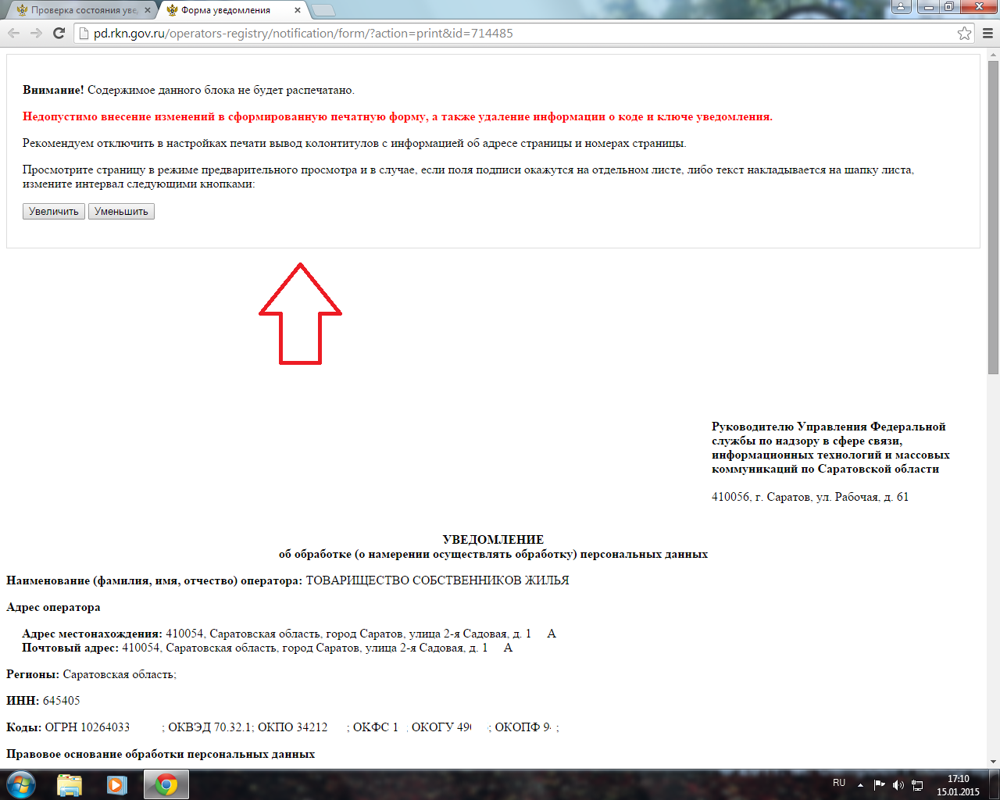 Проверка состояния уве
Форма уведомления
pd.rkn.gov.ru/operators-registry/notification/form/?action=print&id=714485
Внимание! Содержимое данного блока не будет распечатано.
Недопустимо внесение изменений в сформированную печатную форму, а также удаление информации о коде и ключе уведомления.
Рекомендуем отключить в настройках печати вывод колонтитулов с информацией об адресе страницы и номерах страницы.
Просмотрите страницу в режиме предварительного просмотра и в случае, если поля подписи окажутся на отдельном листе, либо текст накладывается на шапку листа,
измените интервал следующими кнопками:
Увеличить Уменьшить
Руководителю Управления Федеральной
службы по надзору в сфере связи,
информационных технологий и массовых
коммуникаций по Саратовской области
410056, г. Саратов, ул. Рабочая, д. 61
УВЕДОМЛЕНИЕ
об обработке (о намерении осуществлять обработку) персональных данных
Наименование (фамилия, имя, отчество) оператора: ТОВАРИЩЕСТВО СОБСТВЕННИКОВ ЖИЛЬЯ
Адрес оператора
Адрес местонахождения: 410054, Саратовская область, город Саратов, улица 2-я Садовая, д. 1 А
Почтовый адрес: 410054, Саратовская область, город Саратов, улица 2-я Садовая, д. 1 А
Регионы: Саратовская область;
ИНН: 645405
Коды: ОГРН 10264033 ; ОКВЭД 70.32.1; ОКПО 34212 ; ОКФС 1 ; ОКОГУ 490 ; ОКОПФ 94 ;
Правовое основание обработки персональных данных
RU
17:10
15.01.2015